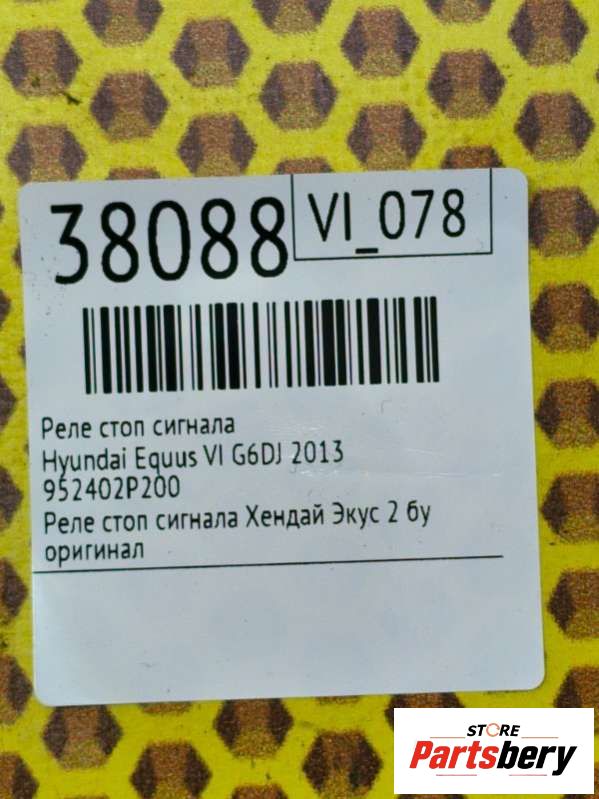 38088 VI_078
Реле стоп сигнала
Hyundai Equus VI G6DJ 2013
952402P200
Реле стоп сигнала Хендай Экус 2 бу
оригинал
STORE
Partsbery